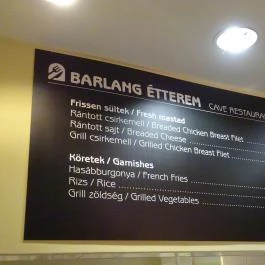 BARLANG ÉTTEREM CAVE RESTAURA
Frissen sültek / Fresh roasted
Rántott csirkemell / Breaded Chicken Breast Filet
Rántott sajt / Breaded Cheese
Grill csirkemell / Grilled Chicken Breast Filet
Köretek / Garnishes
Hasábburgonya / French Fries
Rizs / Rice
Grill zöldség / Grilled Vegetables